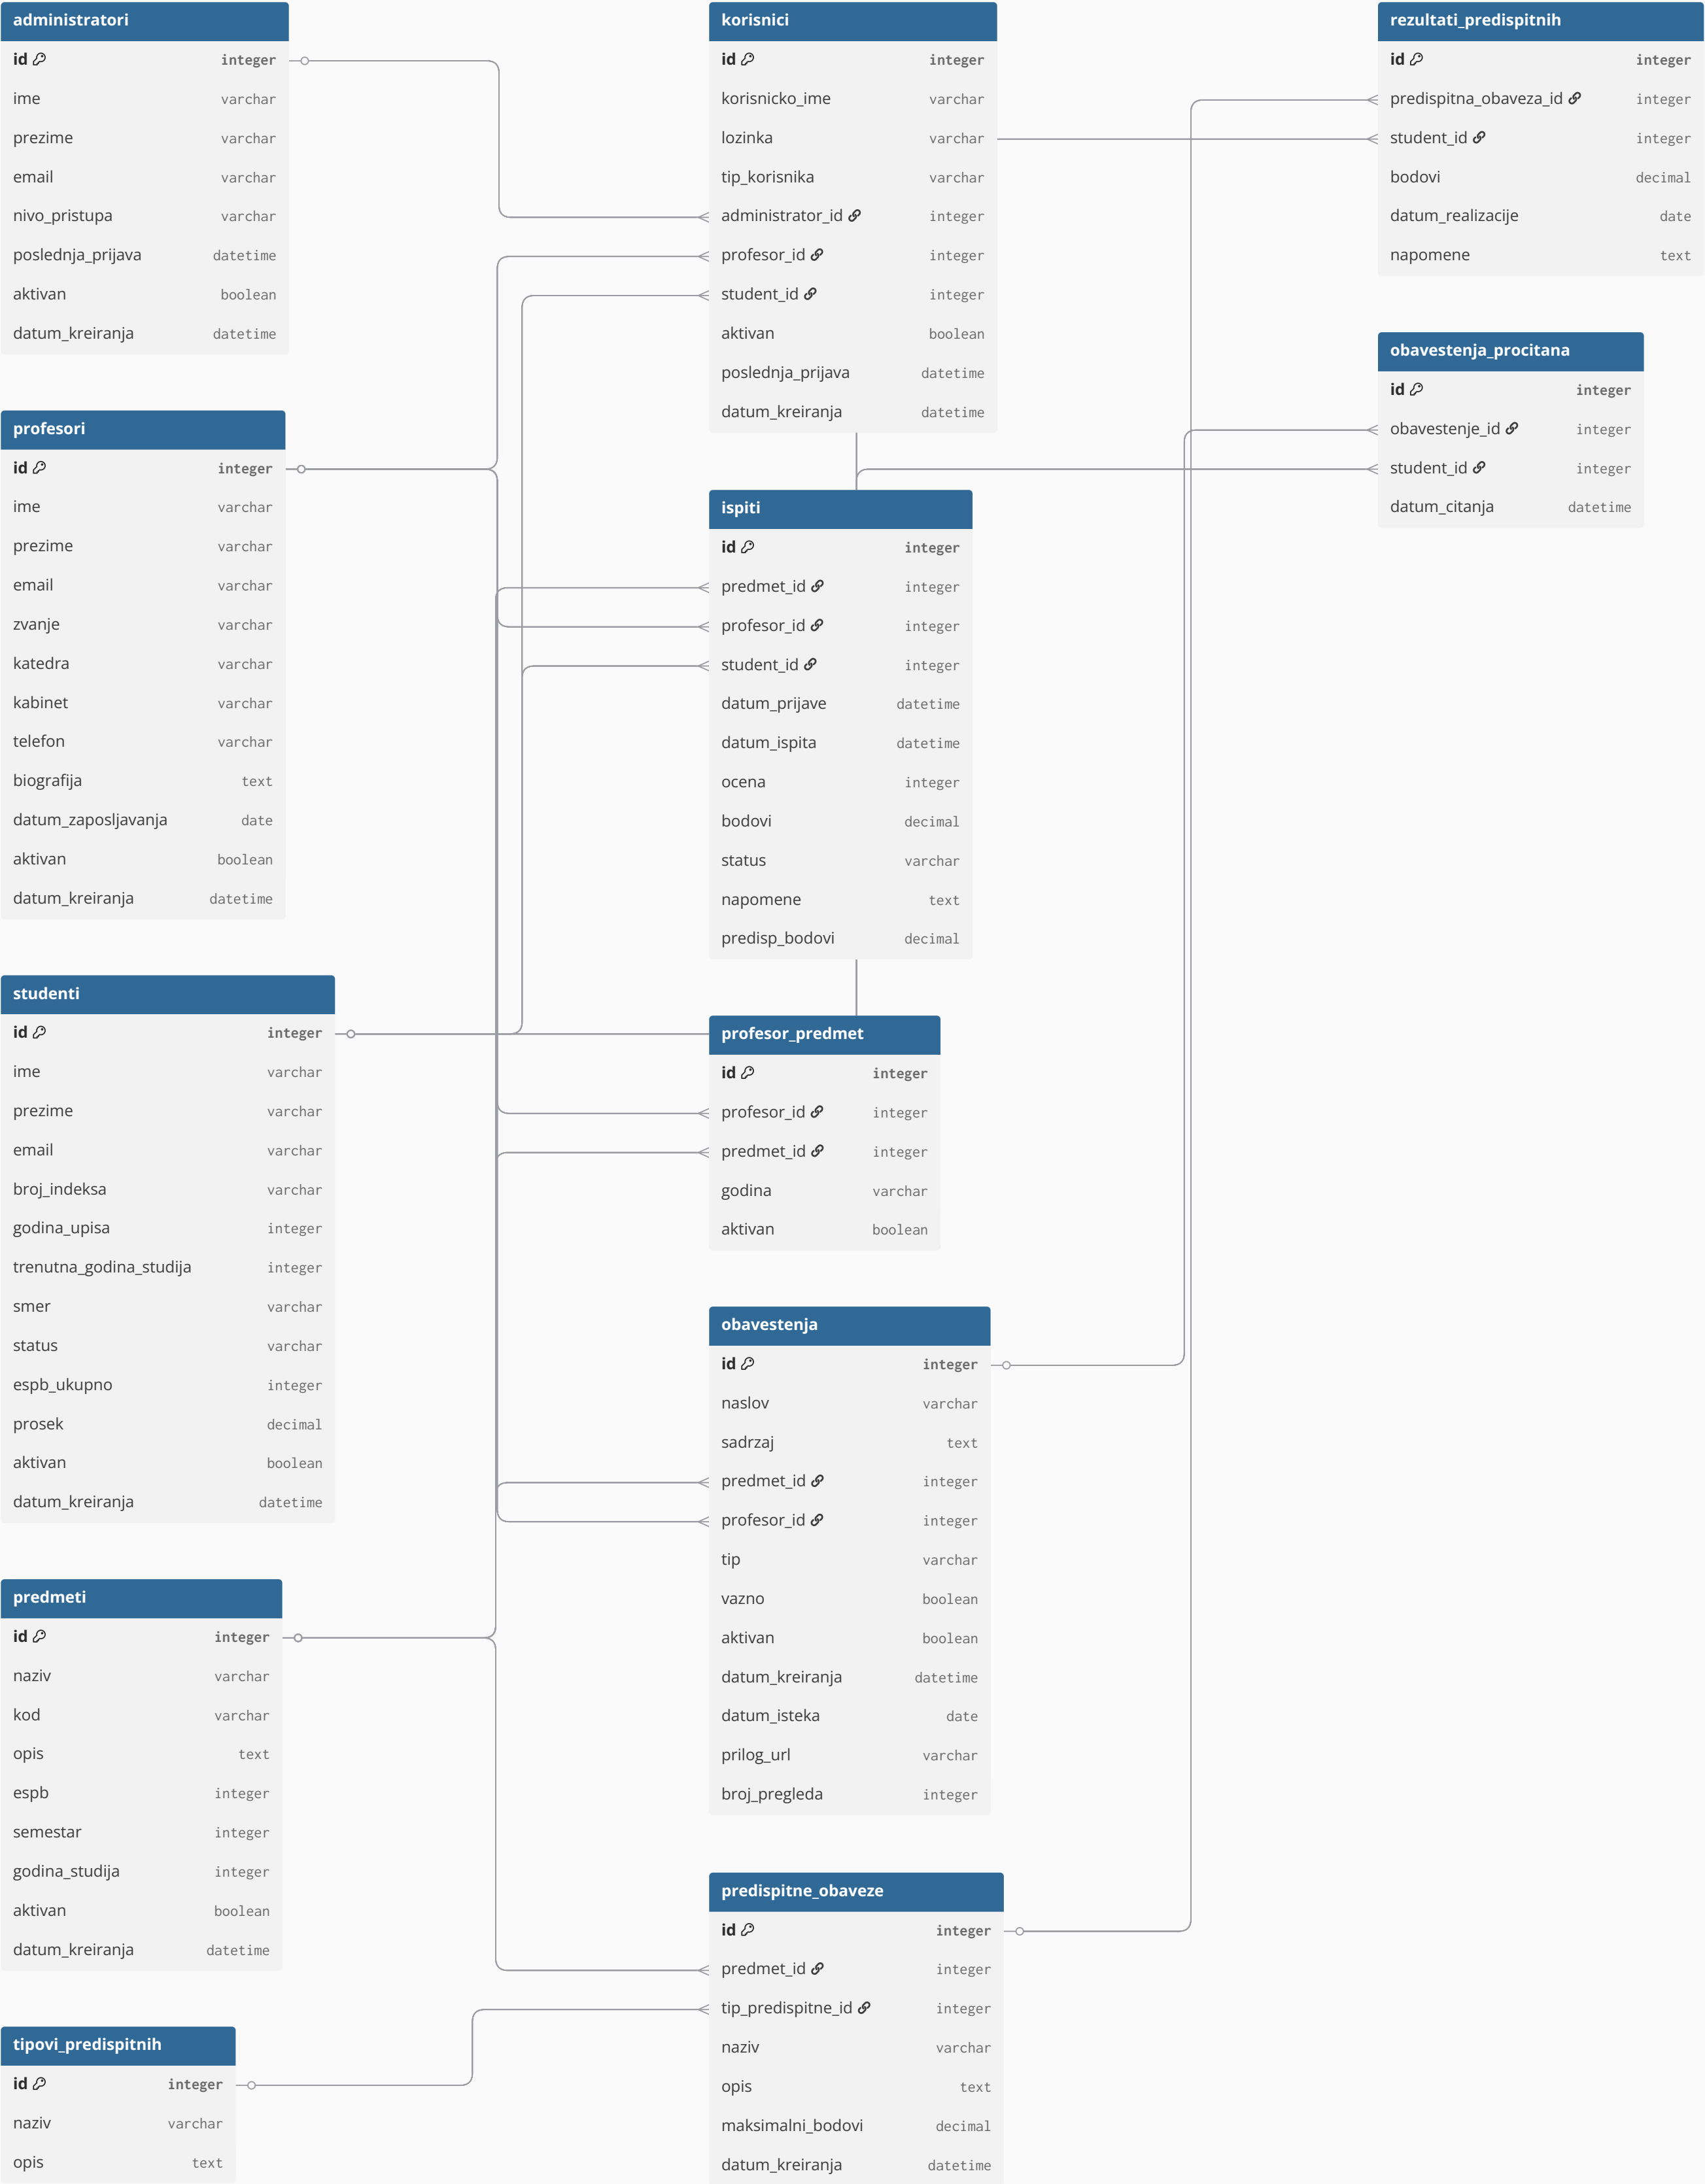 administratori
id integer
ime varchar
prezime varchar
email varchar
nivo_pristupa varchar
poslednja_prijava datetime
aktivan boolean
datum_kreiranja datetime
profesori
id integer
ime varchar
prezime varchar
email varchar
zvanje varchar
katedra varchar
kabinet varchar
telefon varchar
biografija text
datum_zaposljavanja date
aktivan boolean
datum_kreiranja datetime
studenti
id integer
ime varchar
prezime varchar
email varchar
broj_indeksa varchar
godina_upisa integer
trenutna_godina_studija integer
smer varchar
status varchar
espb_ukupno integer
prosek decimal
aktivan boolean
datum_kreiranja datetime
predmeti
id integer
naziv varchar
kod varchar
opis text
espb integer
semestar integer
godina_studija integer
aktivan boolean
datum_kreiranja datetime
tipovi_predispitnih
id integer
naziv varchar
opis text
korisnici
id integer
korisnicko_ime varchar
lozinka varchar
tip_korisnika varchar
administrator_id integer
profesor_id integer
student_id integer
aktivan boolean
poslednja_prijava datetime
datum_kreiranja datetime
ispiti
id integer
predmet_id integer
profesor_id integer
student_id integer
datum_prijave datetime
datum_ispita datetime
ocena integer
bodovi decimal
status varchar
napomene text
predisp_bodovi decimal
profesor_predmet
id integer
profesor_id integer
predmet_id integer
godina varchar
aktivan boolean
obavestenja
id integer
naslov varchar
sadrzaj text
predmet_id integer
profesor_id integer
tip varchar
vazno boolean
aktivan boolean
datum_kreiranja datetime
datum_isteka date
prilog_url varchar
broj_pregleda integer
predispitne_obaveze
id integer
predmet_id integer
tip_predispitne_id integer
naziv varchar
opis text
maksimalni_bodovi decimal
datum_kreiranja datetime
rezultati_predispitnih
id integer
predispitna_obaveza_id integer
student_id integer
bodovi decimal
datum_realizacije date
napomene text
obavestenja_procitana
id integer
obavestenje_id integer
student_id integer
datum_citanja datetime